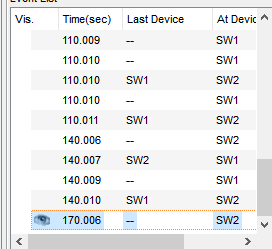 Vis. Time(sec) Last Device At Devic
110.009 -- SW1
110.010 -- SW1
110.010 SW1 SW2
110.010 -- SW1
110.011 SW1 SW2
140.006 -- SW2
140.007 SW2 SW1
140.009 -- SW1
140.010 SW1 SW2
170.006 -- SW2